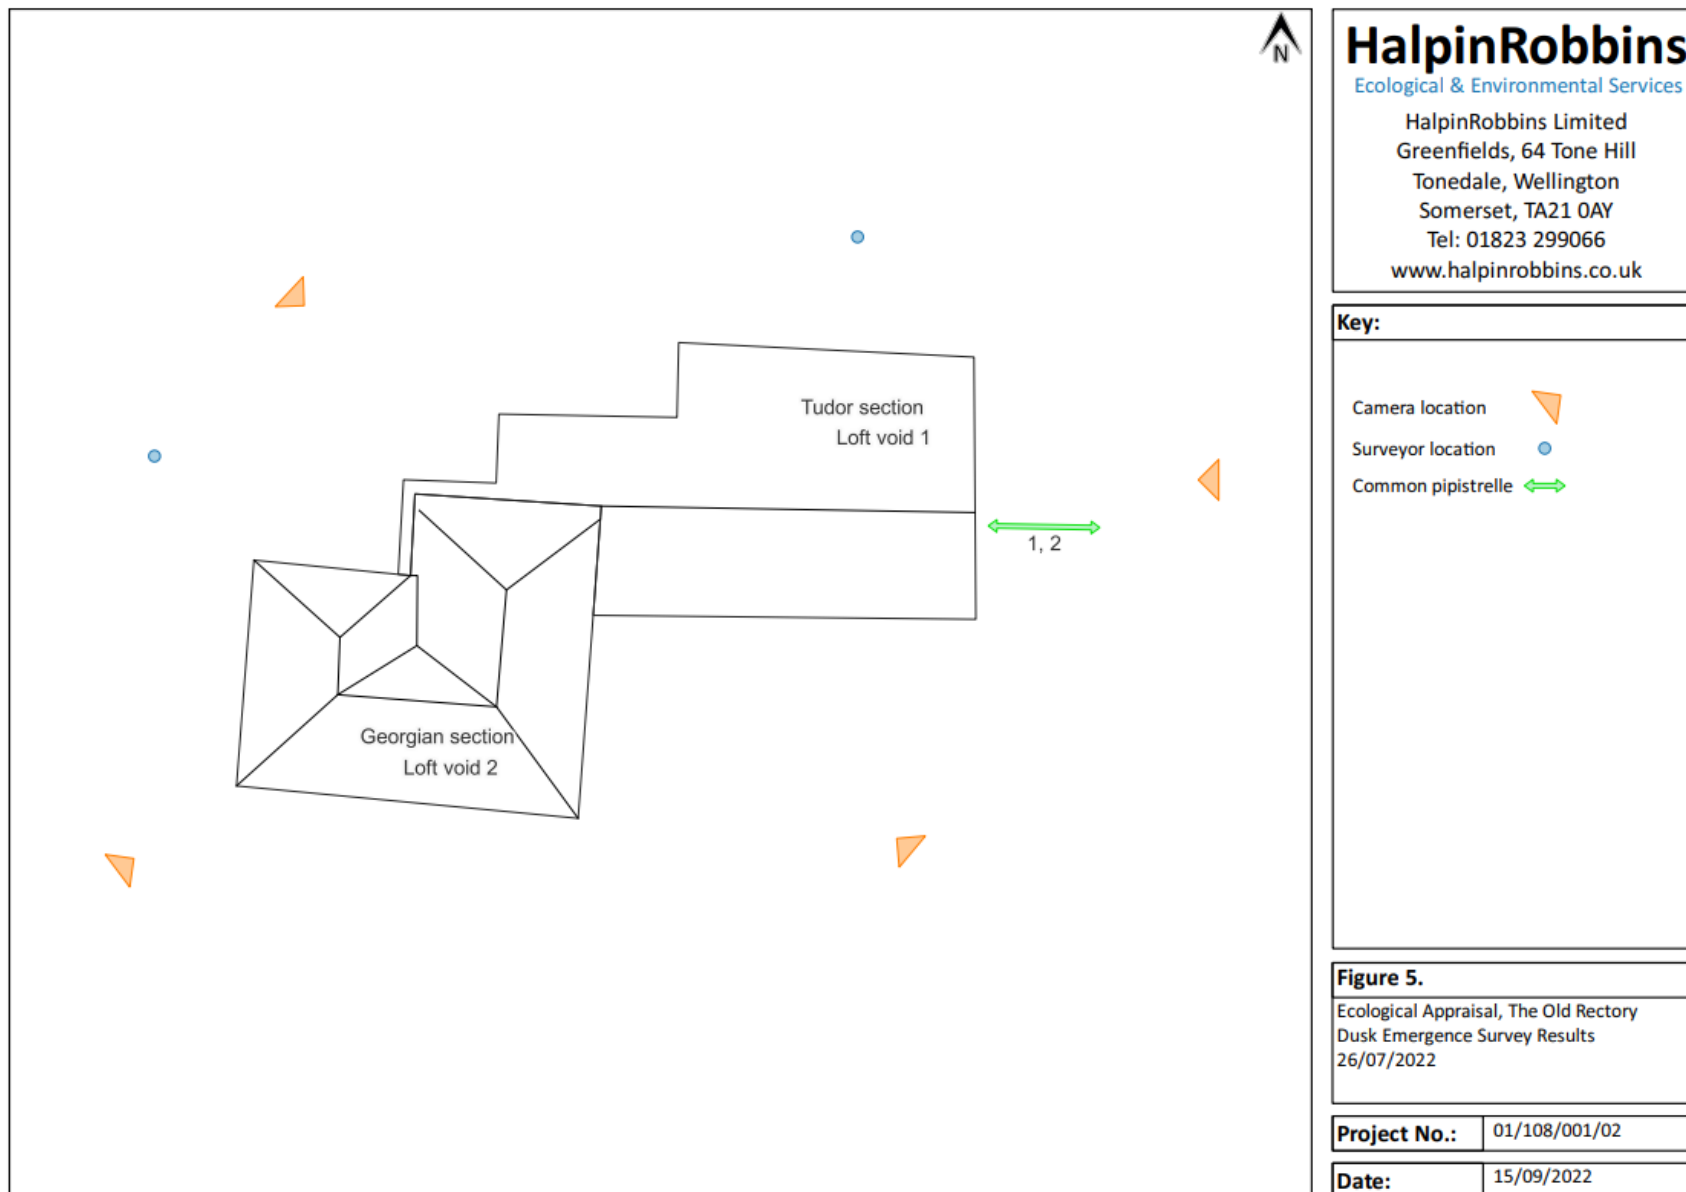 N
Tudor section
Loft void 1
1, 2
Georgian section
Loft void 2
HalpinRobbins
Ecological & Environmental Services
HalpinRobbins Limited
Greenfields, 64 Tone Hill
Tonedale, Wellington
Somerset, TA21 0AY
Tel: 01823 299066
www.halpinrobbins.co.uk
Key:
Camera location
Surveyor location
Common pipistrelle
Figure 5.
Ecological Appraisal, The Old Rectory
Dusk Emergence Survey Results
26/07/2022
Project No.: 01/108/001/02
Date: 15/09/2022